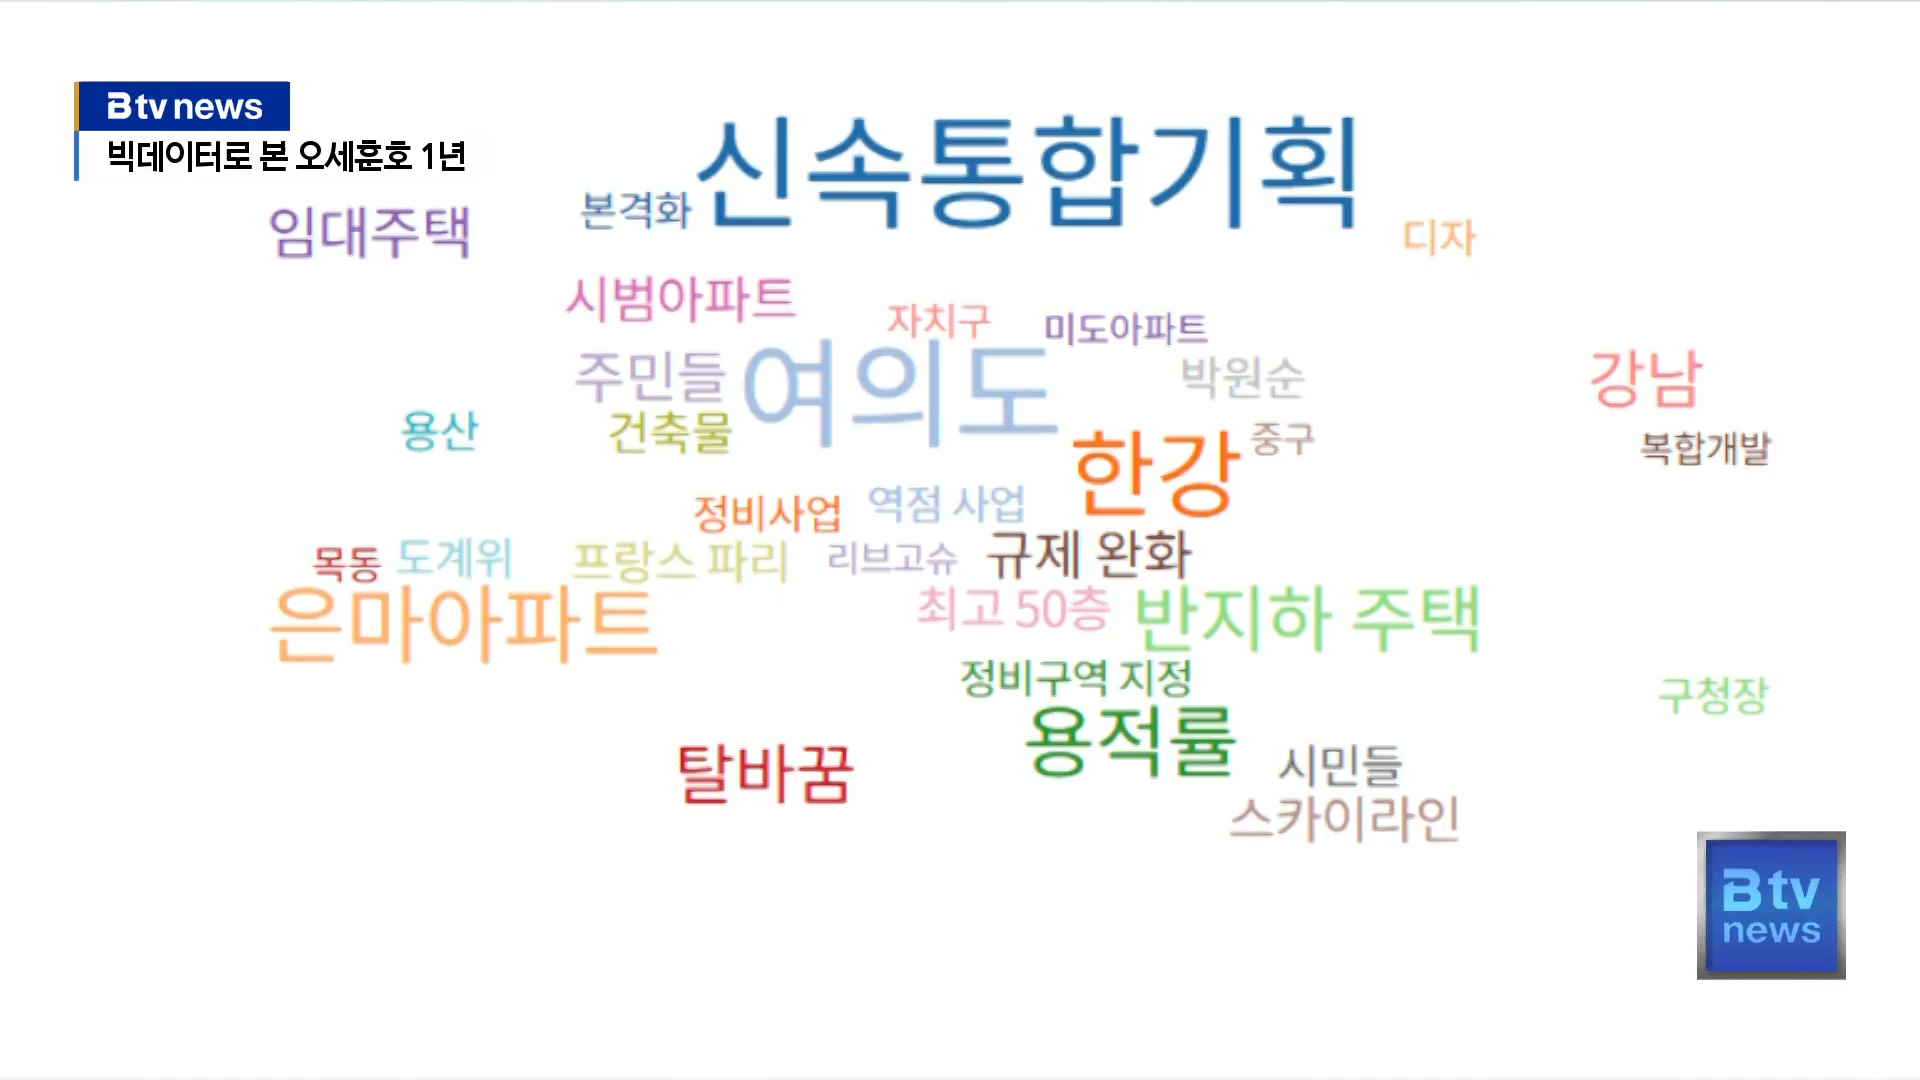 B tv news
빅데이터로 본 오세훈호 1년
신속통합기획
본격화
임대주택
디자
시범아파트
자치구
미도아파트
주민들
여의도
박원순
강남
용산
건축물
한강
중구
복합개발
정비사업
역점 사업
목동
도계위
프랑스 파리
리브고슈
규제 완화
은마아파트
최고 50층
반지하 주택
정비구역 지정
구청장
용적률
탈바꿈
시민들
스카이라인
B tv
news